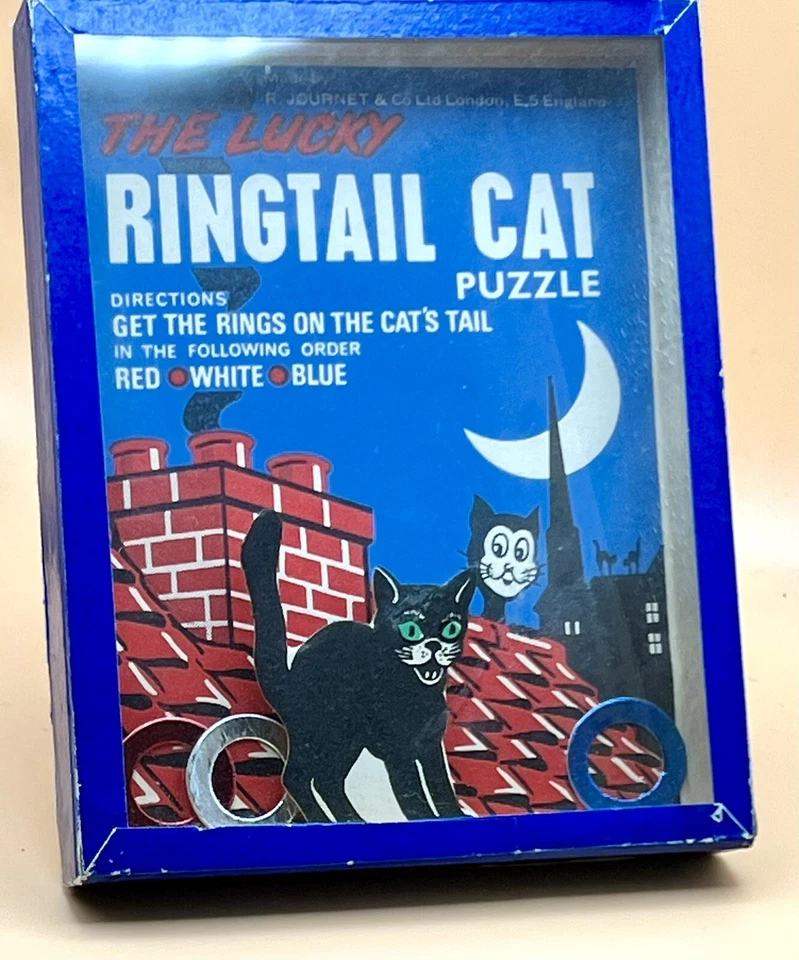 R. JOURNET & Co Ltd London, E.5 England
THE LUCKY
RINGTAIL CAT
PUZZLE
DIRECTIONS
GET THE RINGS ON THE CAT'S TAIL
IN THE FOLLOWING ORDER
RED ● WHITE ● BLUE